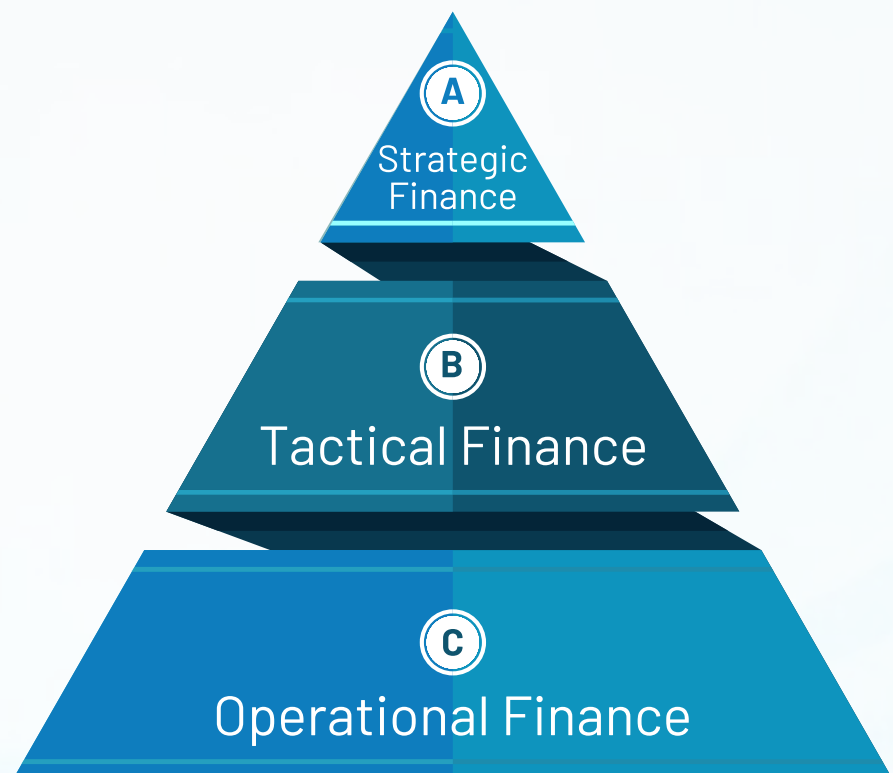 A
Strategic
Finance
B
Tactical Finance
C
Operational Finance